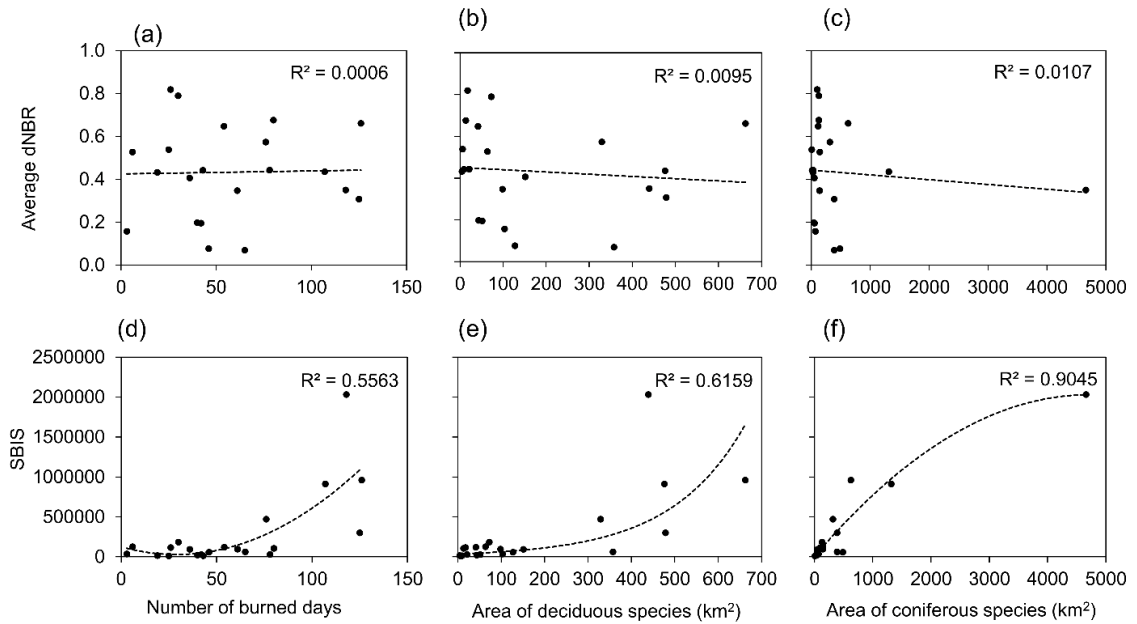 (a) (b) (c)
R² = 0.0006 R² = 0.0095 R² = 0.0107
Average dNBR
1.0
0.8
0.6
0.4
0.2
0.0
0 50 100 150
0 100 200 300 400 500 600 700
0 1000 2000 3000 4000 5000
(d) (e) (f)
R² = 0.5563 R² = 0.6159 R² = 0.9045
SBIS
2500000
2000000
1500000
1000000
500000
0
0 50 100 150
0 100 200 300 400 500 600 700
0 1000 2000 3000 4000 5000
Number of burned days
Area of deciduous species (km²)
Area of coniferous species (km²)